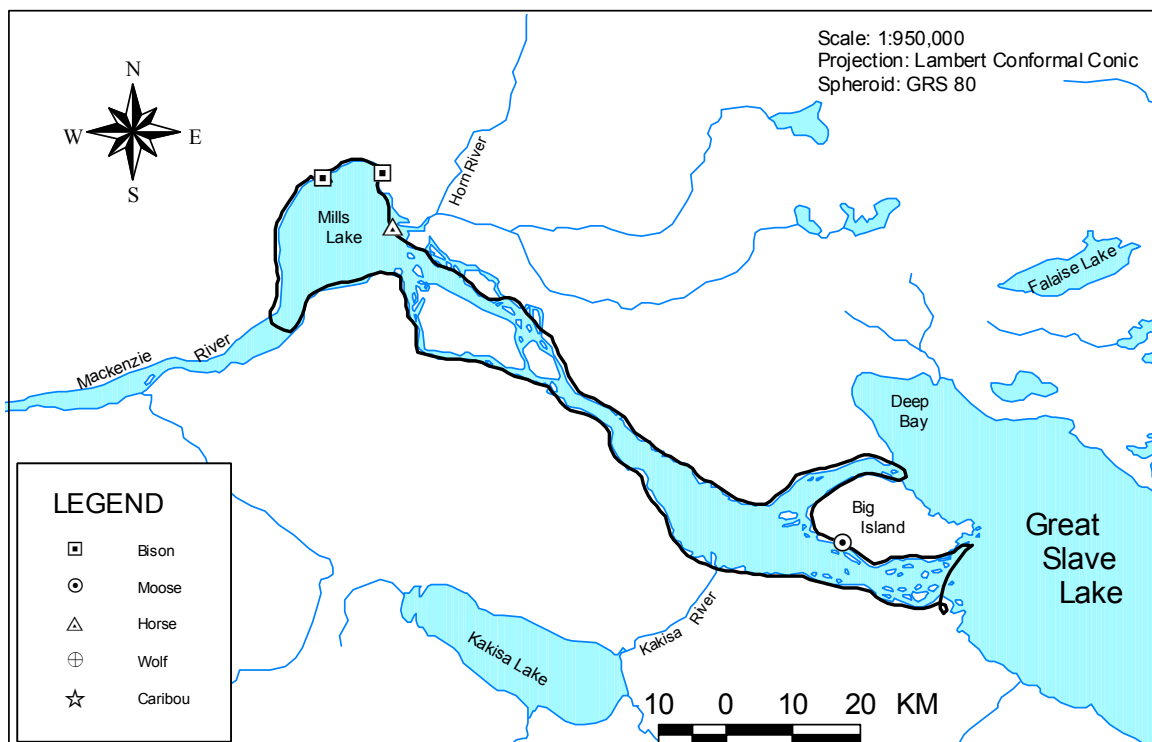 Scale: 1:950,000
Projection: Lambert Conformal Conic
Spheroid: GRS 80
N
W
E
S
Horn River
Mills
Lake
Falaise Lake
Mackenzie
River
Deep
Bay
Big
Island
Great
Slave
Lake
Kakisa River
Kakisa Lake
LEGEND
Bison
Moose
Horse
Wolf
Caribou
10 0 10 20 KM